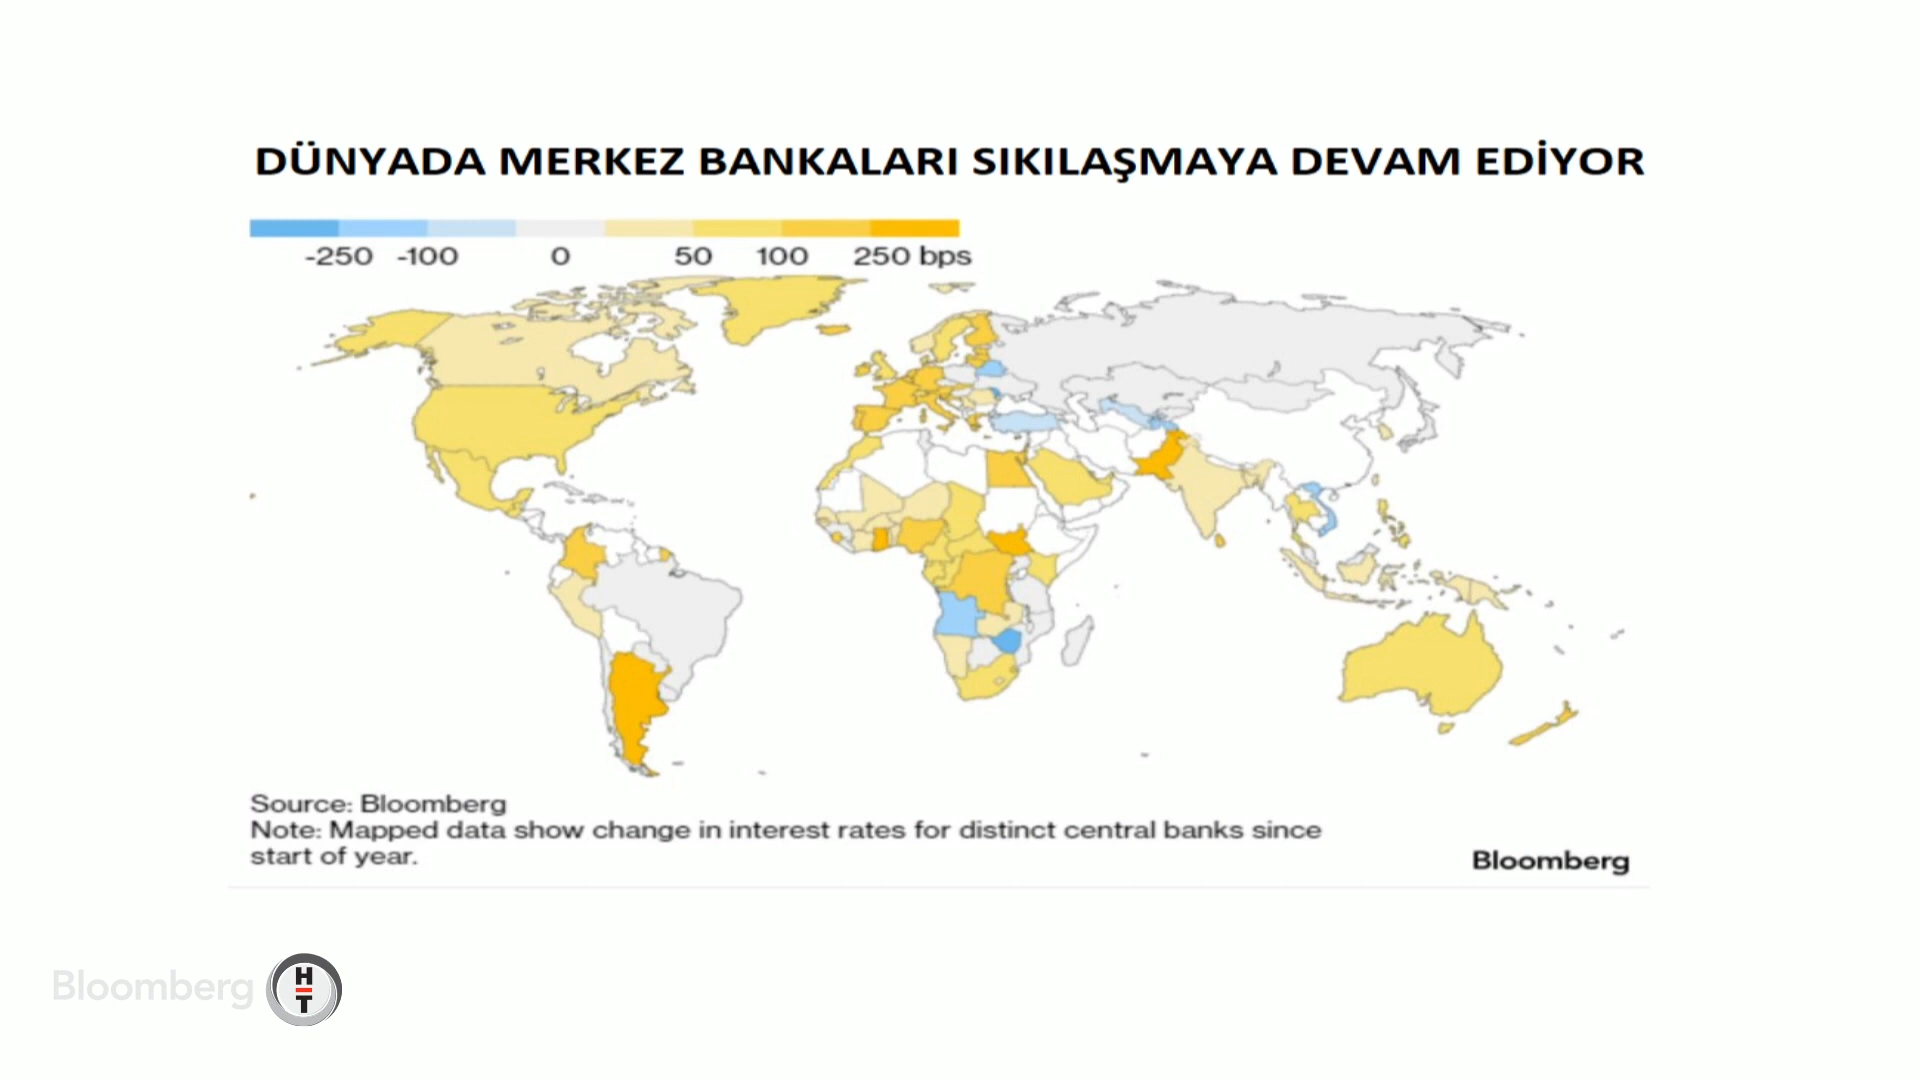 DÜNYADA MERKEZ BANKALARI SIKILAŞMAYA DEVAM EDİYOR
-250 -100 0 50 100 250 bps
Source: Bloomberg
Note: Mapped data show change in interest rates for distinct central banks since
start of year.
Bloomberg
Bloomberg HT